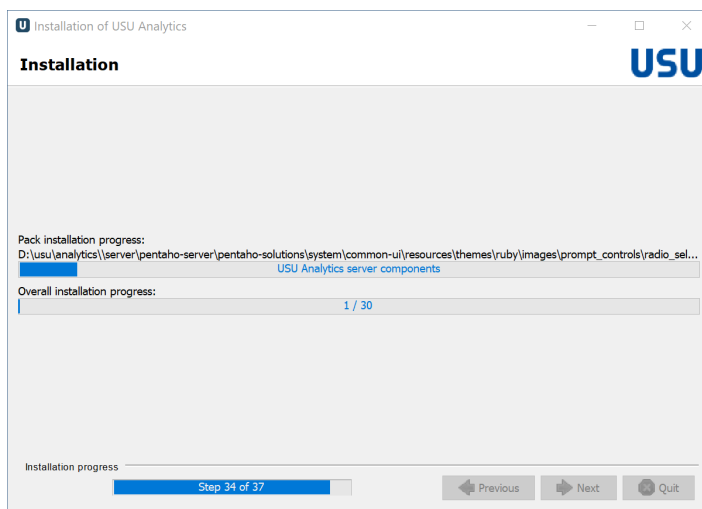 Installation of USU Analytics
Installation
USU
Pack installation progress:
D:\usu\analytics\\server\pentaho-server\pentaho-solutions\system\common-ui\resources\themes\ruby\images\prompt_controls\radio_sel...
USU Analytics server components
Overall installation progress:
1 / 30
Installation progress
Step 34 of 37
Previous
Next
Quit